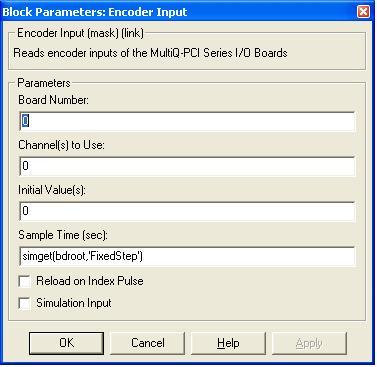 Block Parameters: Encoder Input
Encoder Input (mask) (link)
Reads encoder inputs of the MultiQ-PCI Series I/O Boards
Parameters
Board Number:
0
Channel(s) to Use:
0
Initial Value(s):
0
Sample Time (sec):
simget(bdroot,'FixedStep')
Reload on Index Pulse
Simulation Input
OK Cancel Help Apply